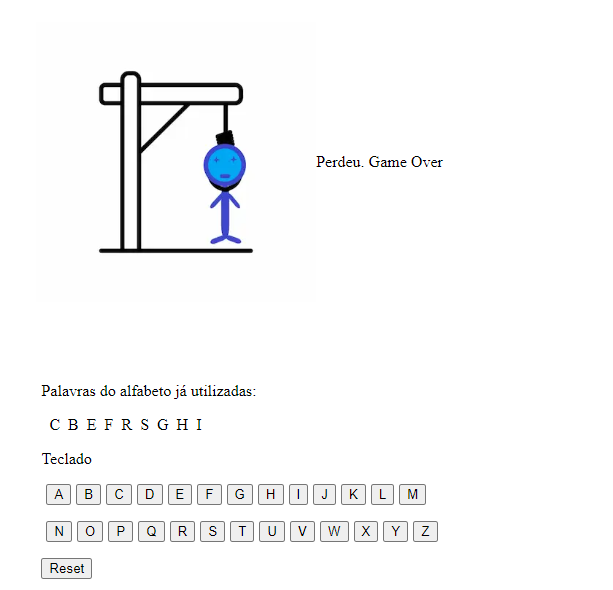 Perdeu. Game Over
Palavras do alfabeto já utilizadas:
C B E F R S G H I
Teclado
A B C D E F G H I J K L M
N O P Q R S T U V W X Y Z
Reset